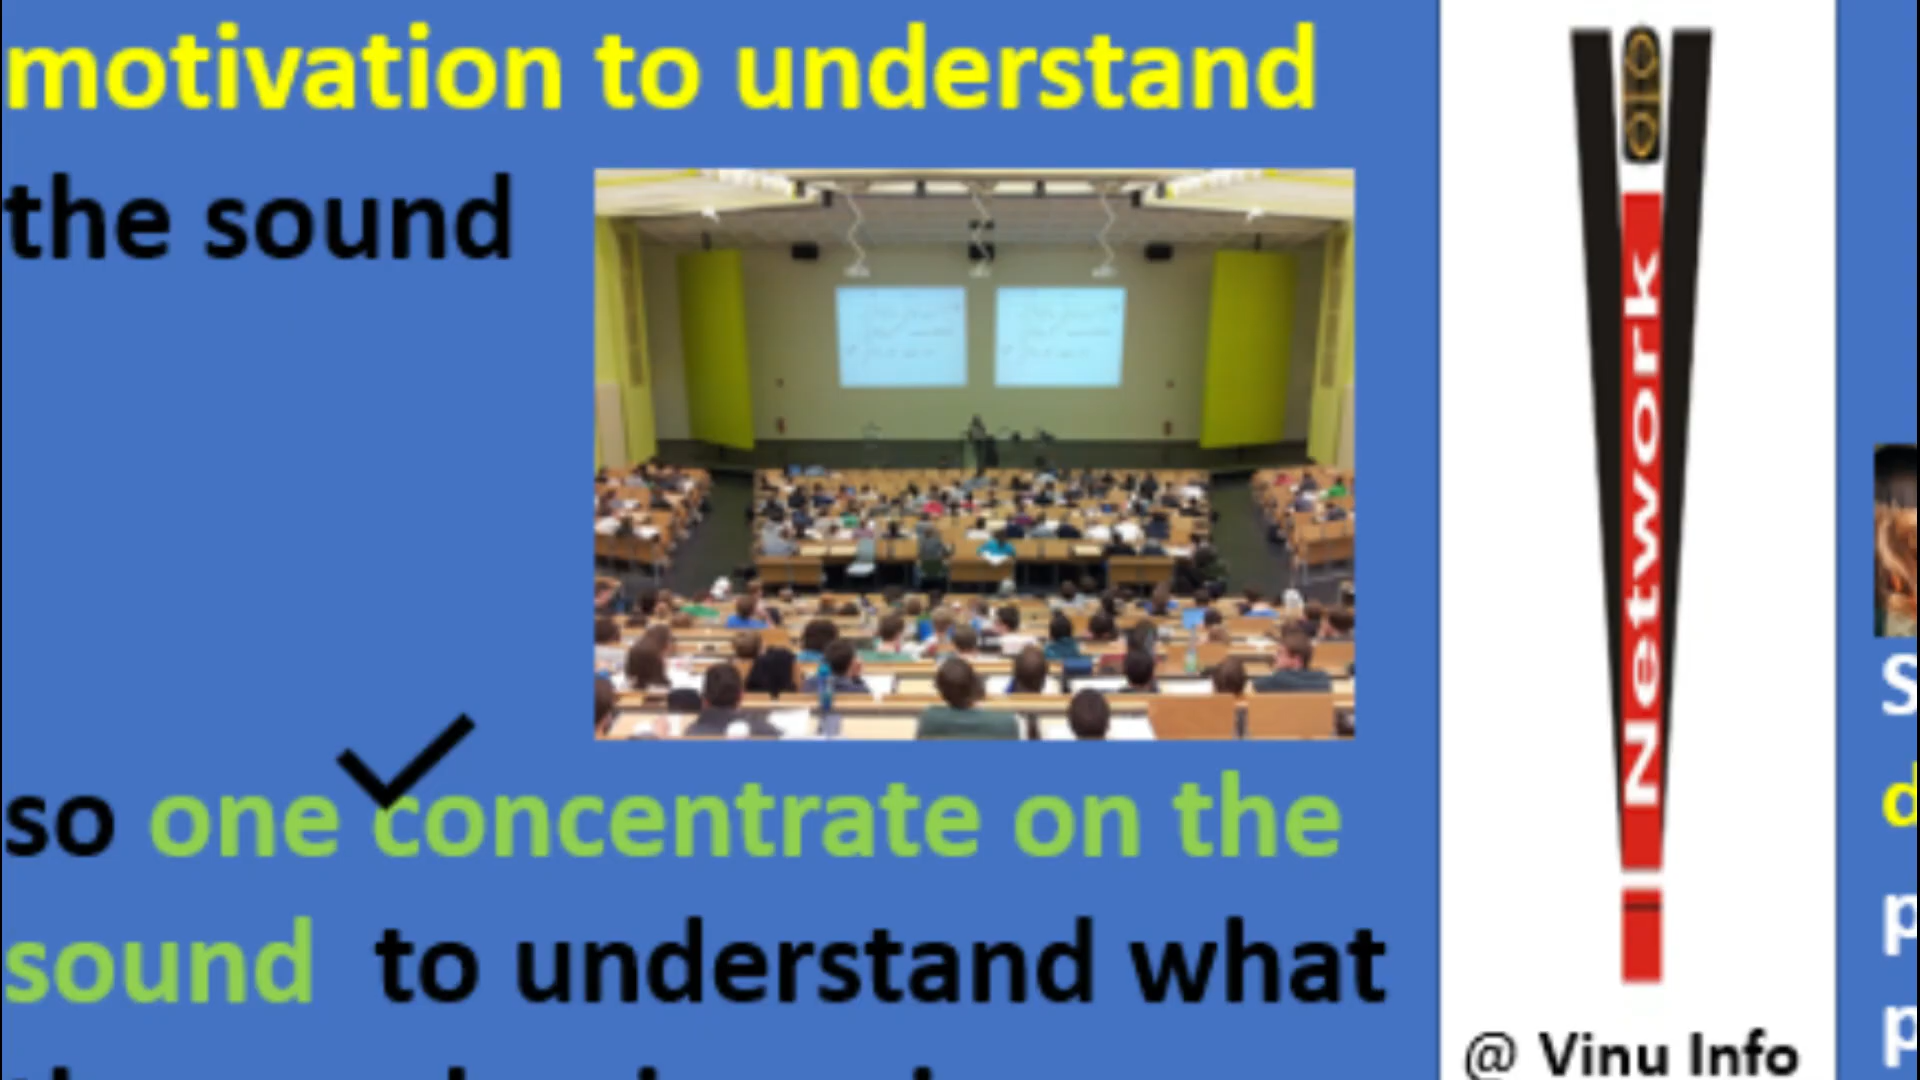 motivation to understand
the sound
so one concentrate on the
sound to understand what
Network
@ Vinu Info